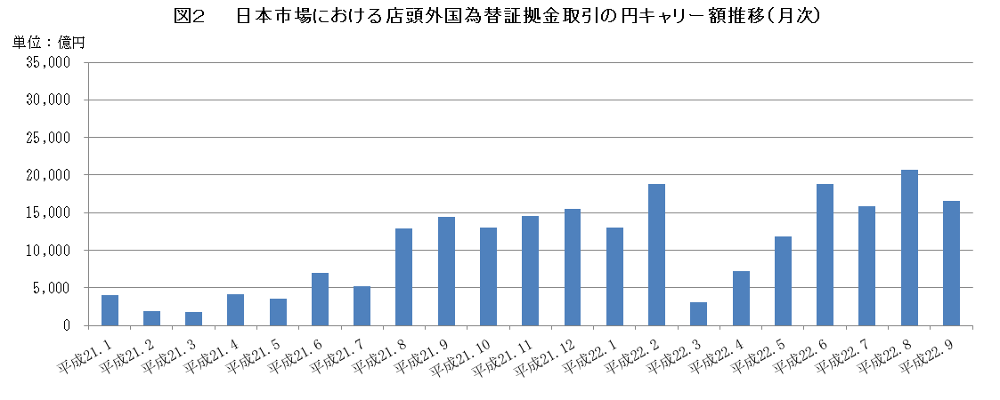 図２　日本市場における店頭外国為替証拠金取引の円キャリー額推移(月次)
単位：億円
35,000
30,000
25,000
20,000
15,000
10,000
5,000
0
平成21.1
平成21.2
平成21.3
平成21.4
平成21.5
平成21.6
平成21.7
平成21.8
平成21.9
平成21.10
平成21.11
平成21.12
平成22.1
平成22.2
平成22.3
平成22.4
平成22.5
平成22.6
平成22.7
平成22.8
平成22.9